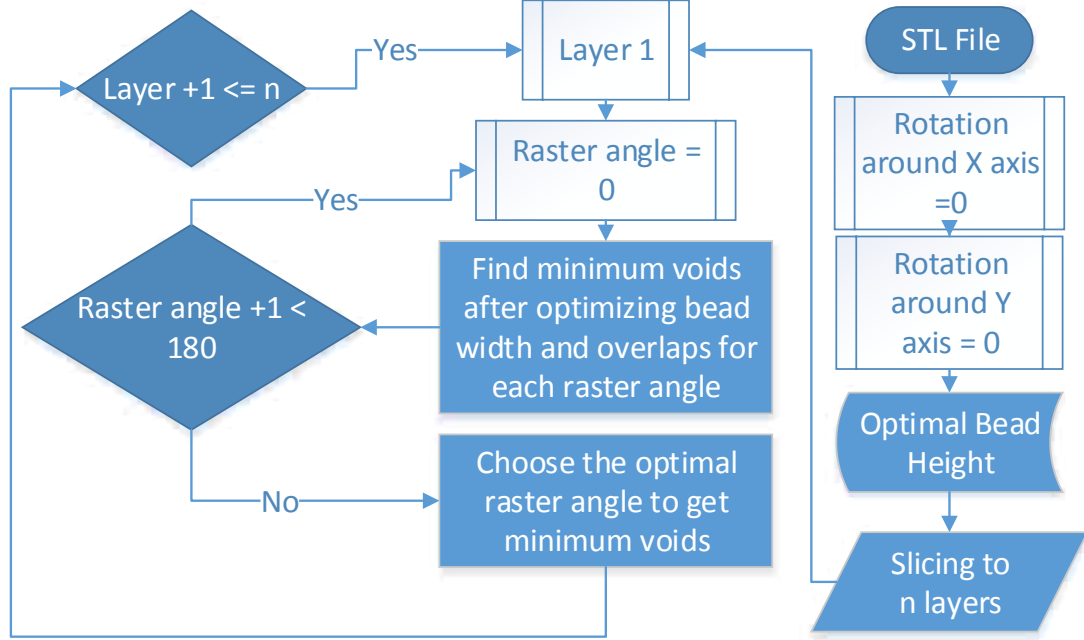 STL File
Rotation
around X axis
=0
Rotation
around Y
axis = 0
Optimal Bead
Height
Slicing to
n layers
Layer 1
Raster angle =
0
Find minimum voids
after optimizing bead
width and overlaps for
each raster angle
Raster angle +1 <
180
Yes
No
Choose the optimal
raster angle to get
minimum voids
Layer +1 <= n
Yes